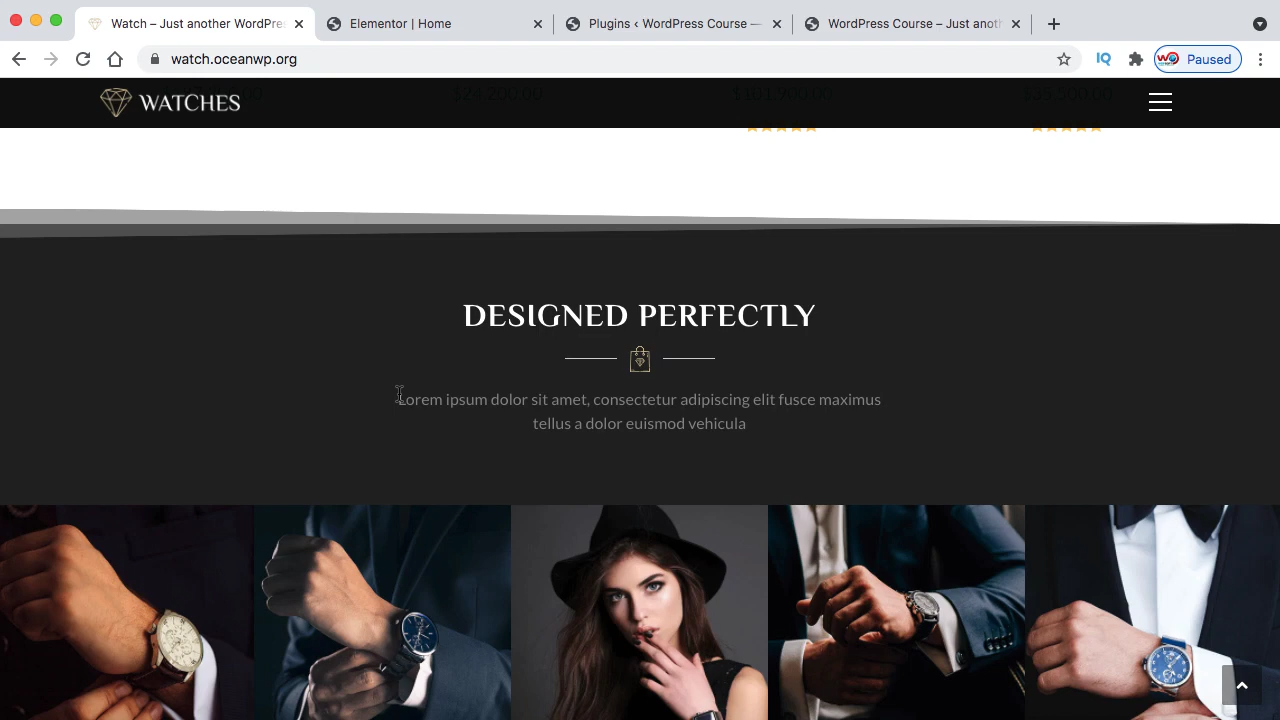 Watch – Just another WordPre
Elementor | Home
Plugins ‹ WordPress Course —
WordPress Course – Just anoth
watch.oceanwp.org
IQ
Paused
WATCHES
DESIGNED PERFECTLY
Lorem ipsum dolor sit amet, consectetur adipiscing elit fusce maximus
tellus a dolor euismod vehicula